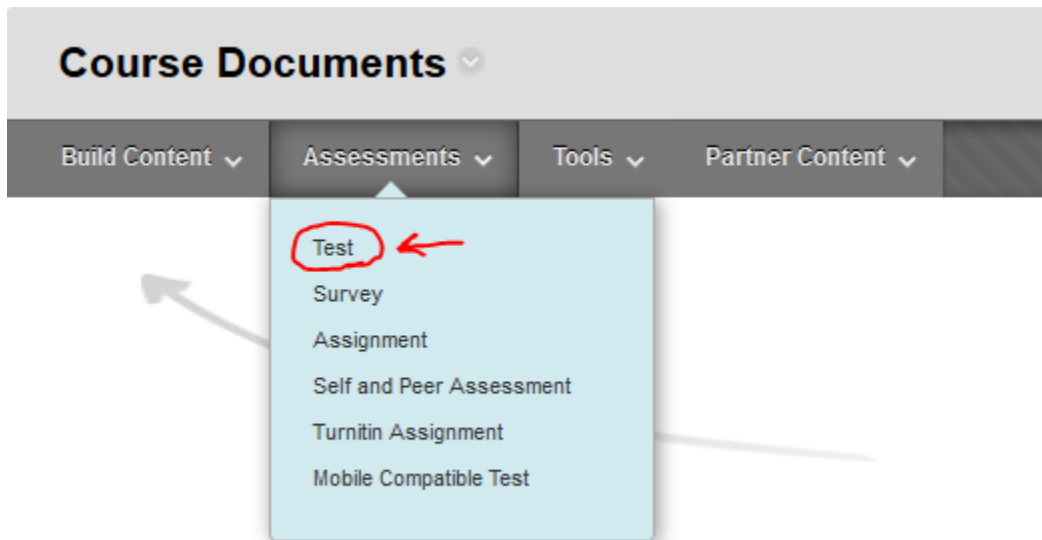 Course Documents
Build Content Assessments Tools Partner Content
Test
Survey
Assignment
Self and Peer Assessment
Turnitin Assignment
Mobile Compatible Test